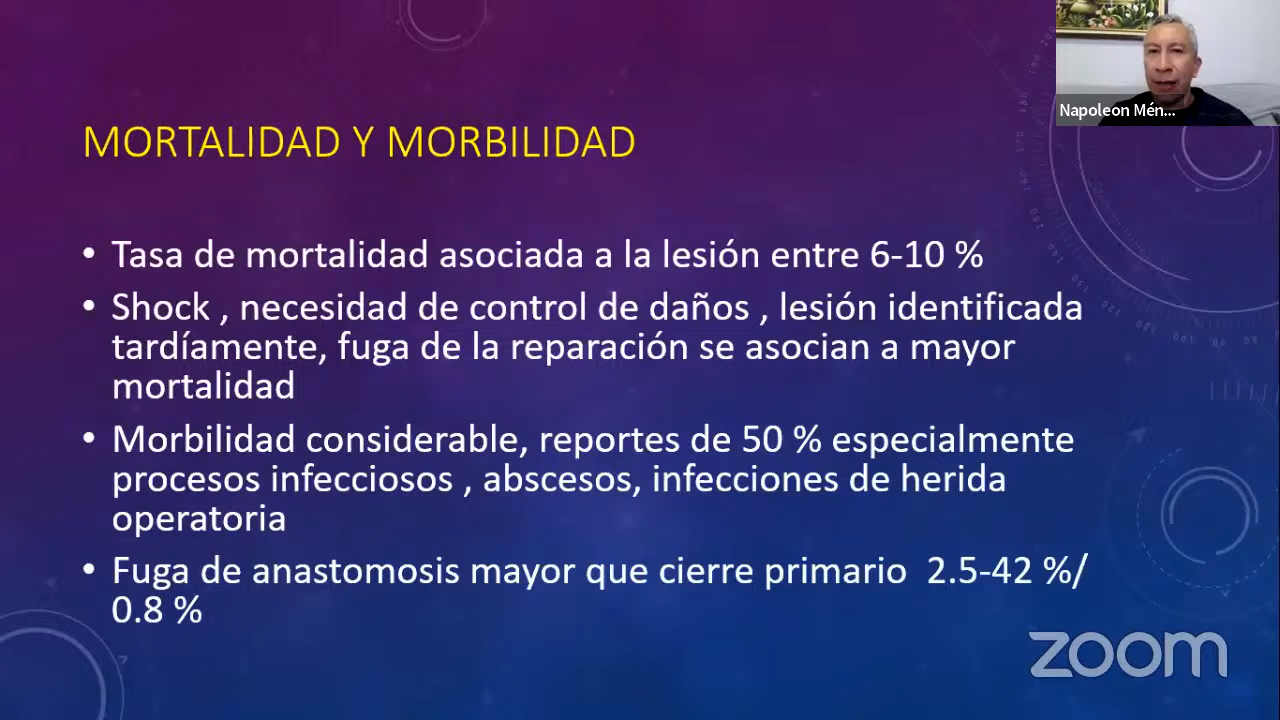 Napoleon Mén...
MORTALIDAD Y MORBILIDAD
• Tasa de mortalidad asociada a la lesión entre 6-10 %
• Shock , necesidad de control de daños , lesión identificada
tardíamente, fuga de la reparación se asocian a mayor
mortalidad
• Morbilidad considerable, reportes de 50 % especialmente
procesos infecciosos , abscesos, infecciones de herida
operatoria
• Fuga de anastomosis mayor que cierre primario 2.5-42 %/
0.8 %
zoom